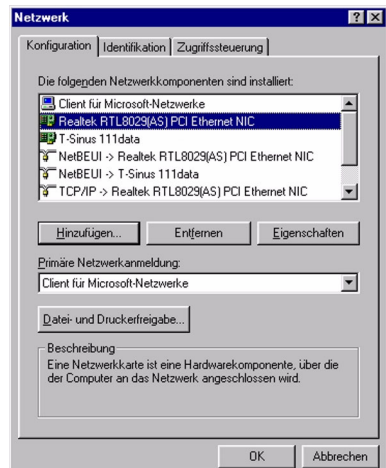 Netzwerk
Konfiguration Identifikation Zugriffssteuerung
Die folgenden Netzwerkkomponenten sind installiert:
Client für Microsoft-Netzwerke
Realtek RTL8029(AS) PCI Ethernet NIC
T-Sinus 111data
NetBEUI -> Realtek RTL8029(AS) PCI Ethernet NIC
NetBEUI -> T-Sinus 111data
TCP/IP -> Realtek RTL8029(AS) PCI Ethernet NIC
Hinzufügen... Entfernen Eigenschaften
Primäre Netzwerkanmeldung:
Client für Microsoft-Netzwerke
Datei- und Druckerfreigabe...
Beschreibung
Eine Netzwerkkarte ist eine Hardwarekomponente, über die
der Computer an das Netzwerk angeschlossen wird.
OK Abbrechen